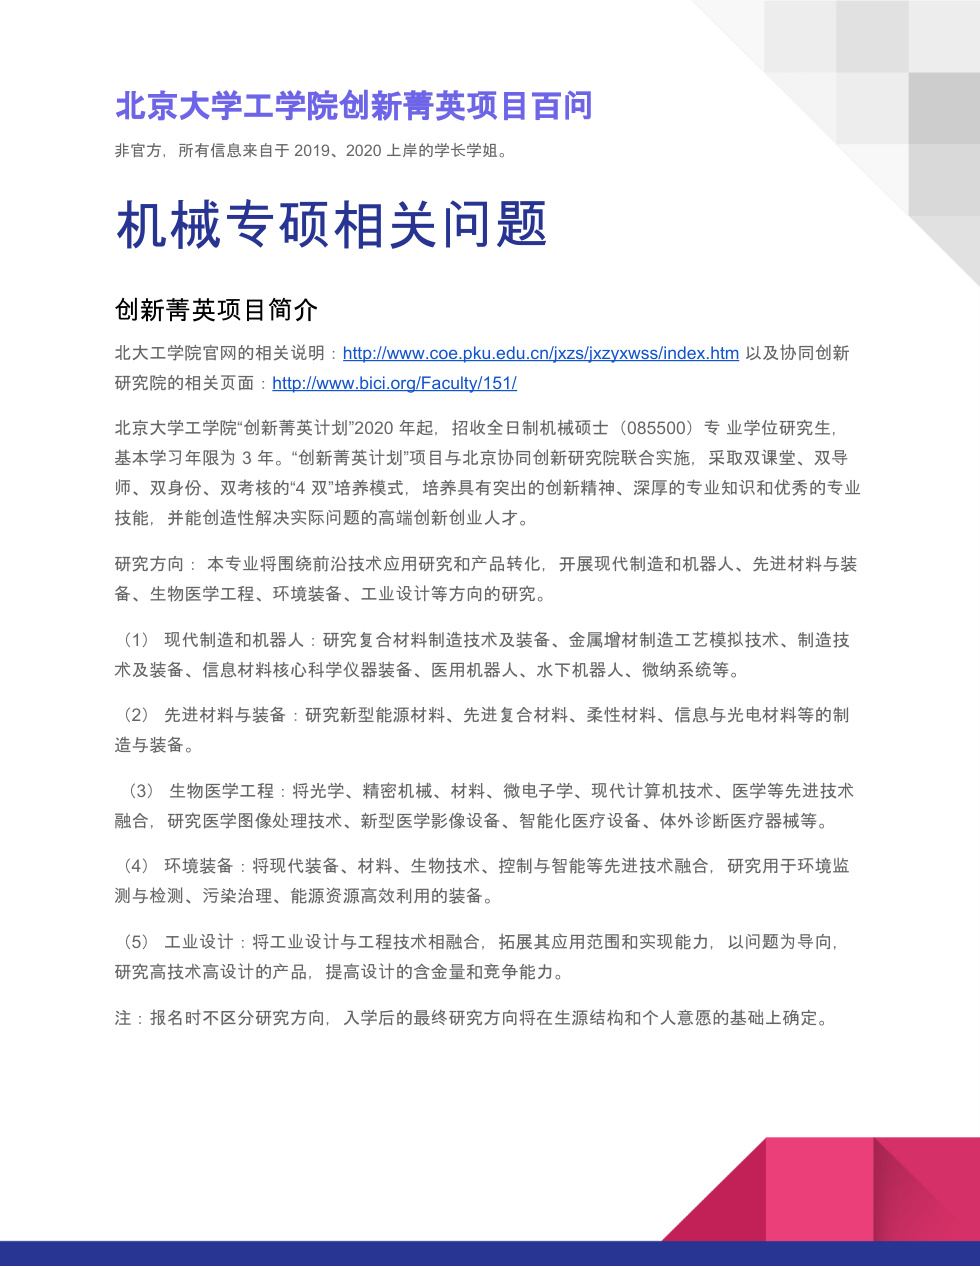 北京大学工学院创新菁英项目百问
非官方，所有信息来自于 2019、2020 上岸的学长学姐。
机械专硕相关问题
创新菁英项目简介
北大工学院官网的相关说明：http://www.coe.pku.edu.cn/jxzs/jxzyxwss/index.htm 以及协同创新
研究院的相关页面：http://www.bici.org/Faculty/151/
北京大学工学院“创新菁英计划”2020 年起，招收全日制机械硕士（085500）专 业学位研究生，
基本学习年限为 3 年。“创新菁英计划”项目与北京协同创新研究院联合实施，采取双课堂、双导
师、双身份、双考核的“4 双”培养模式，培养具有突出的创新精神、深厚的专业知识和优秀的专业
技能，并能创造性解决实际问题的高端创新创业人才。
研究方向： 本专业将围绕前沿技术应用研究和产品转化，开展现代制造和机器人、先进材料与装
备、生物医学工程、环境装备、工业设计等方向的研究。
（1） 现代制造和机器人：研究复合材料制造技术及装备、金属增材制造工艺模拟技术、制造技
术及装备、信息材料核心科学仪器装备、医用机器人、水下机器人、微纳系统等。
（2） 先进材料与装备：研究新型能源材料、先进复合材料、柔性材料、信息与光电材料等的制
造与装备。
（3） 生物医学工程：将光学、精密机械、材料、微电子学、现代计算机技术、医学等先进技术
融合，研究医学图像处理技术、新型医学影像设备、智能化医疗设备、体外诊断医疗器械等。
（4） 环境装备：将现代装备、材料、生物技术、控制与智能等先进技术融合，研究用于环境监
测与检测、污染治理、能源资源高效利用的装备。
（5） 工业设计：将工业设计与工程技术相融合，拓展其应用范围和实现能力，以问题为导向，
研究高技术高设计的产品，提高设计的含金量和竞争能力。
注：报名时不区分研究方向，入学后的最终研究方向将在生源结构和个人意愿的基础上确定。